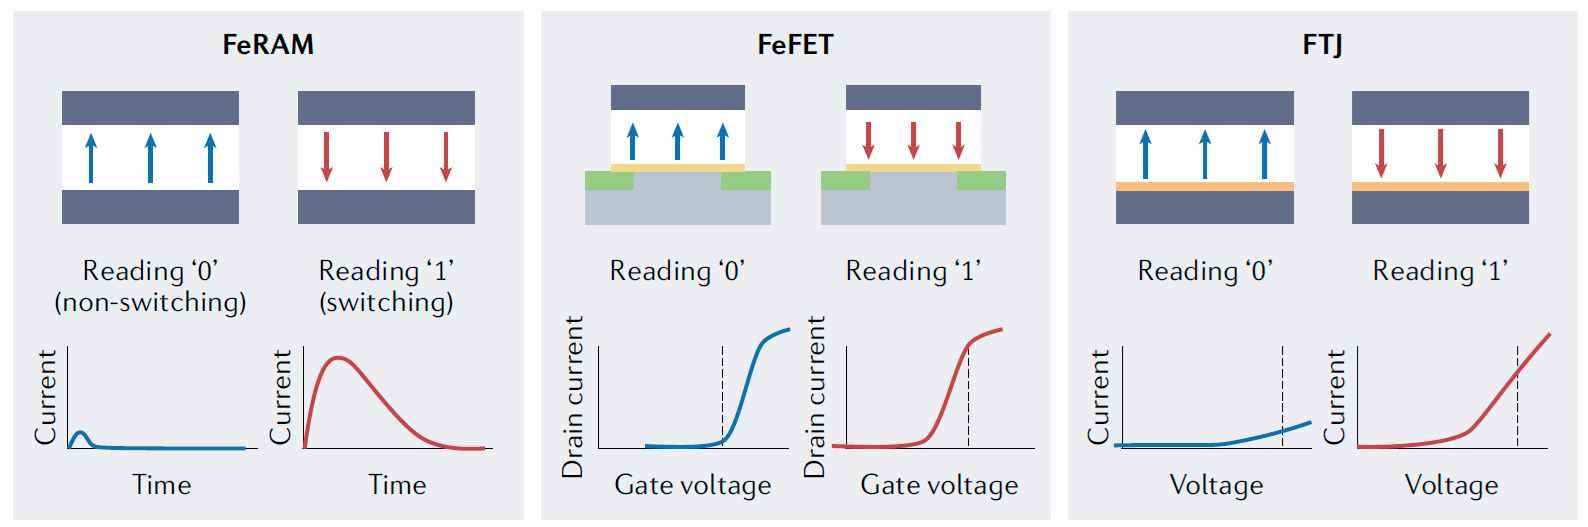 FeRAM
Reading ‘0’
(non-switching)
Reading ‘1’
(switching)
Current
Time
Current
Time
FeFET
Reading ‘0’
Reading ‘1’
Drain current
Gate voltage
Drain current
Gate voltage
FTJ
Reading ‘0’
Reading ‘1’
Current
Voltage
Current
Voltage